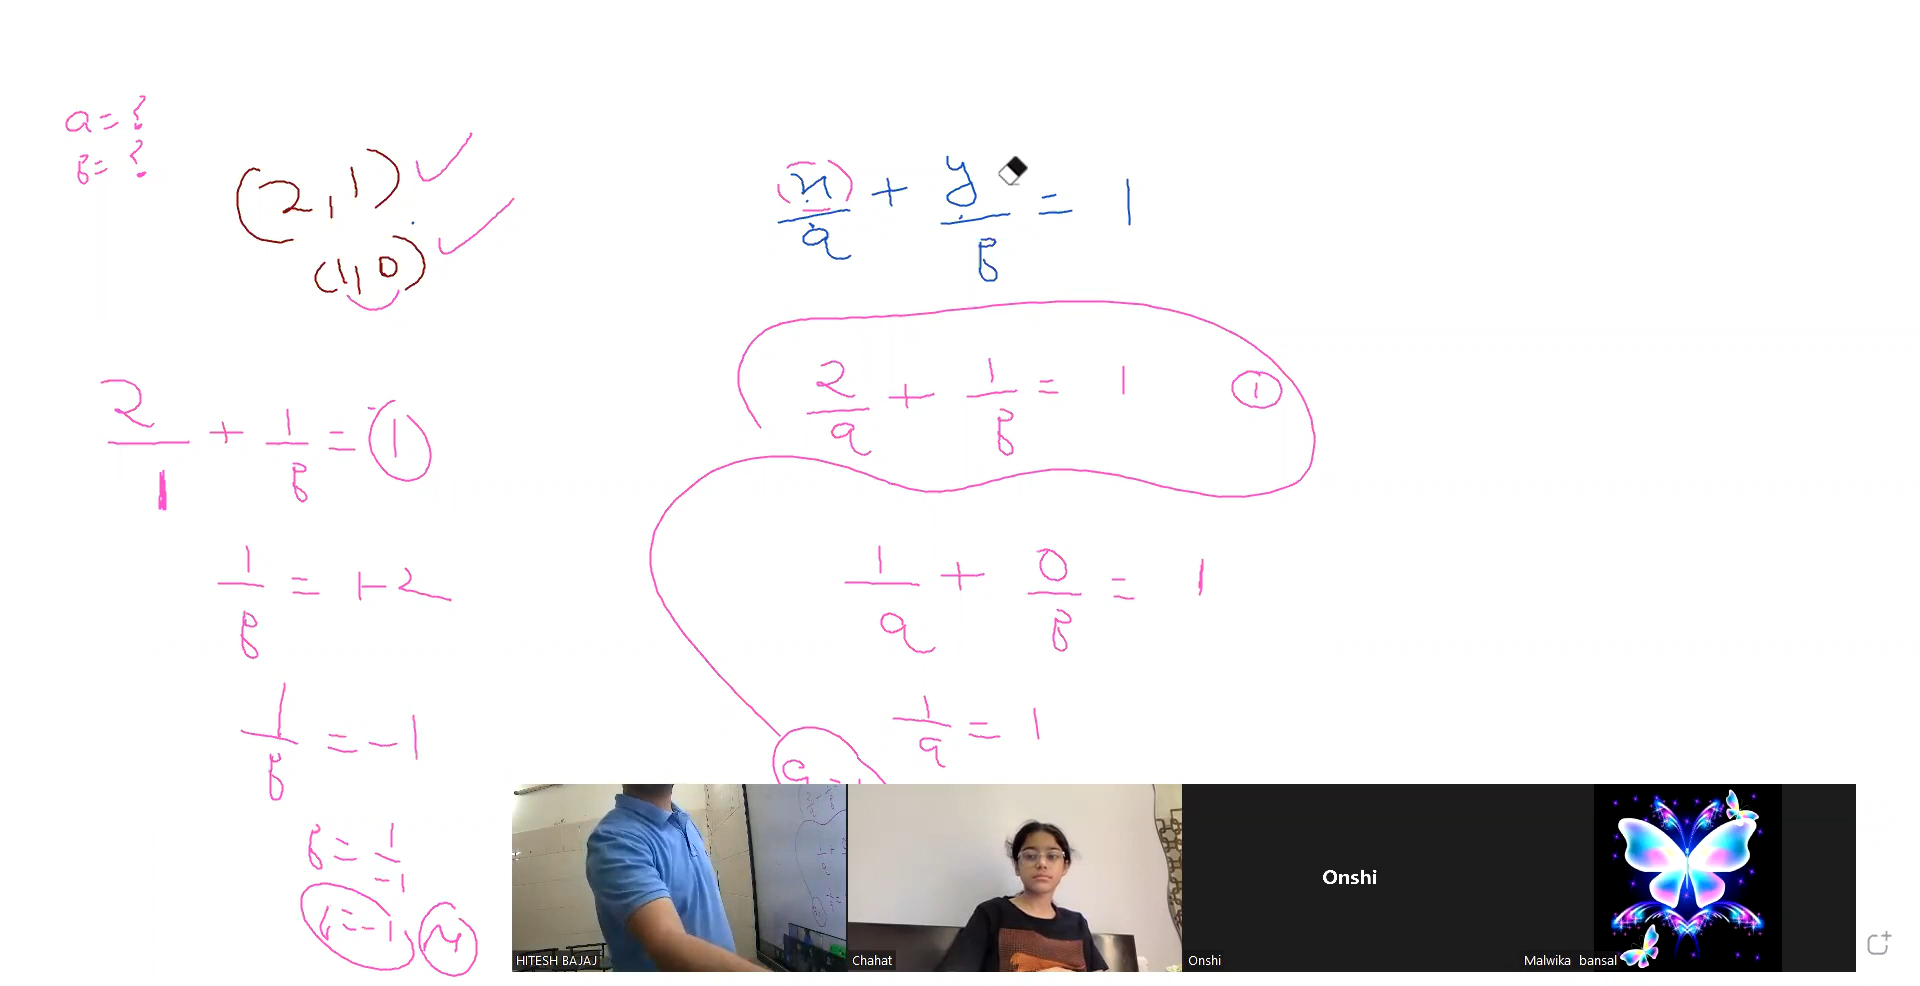 a = ?
b = ?
(2, 1)
(1, 0)
x/a + y/b = 1
2/a + 1/b = 1 ①
2/1 + 1/b = 1
1/b = 1 - 2
1/b = -1
b = 1/-1
b = -1
1/a + 0/b = 1
1/a = 1
HITESH BAJAJ
Chahat
Onshi
Onshi
Malwika bansal